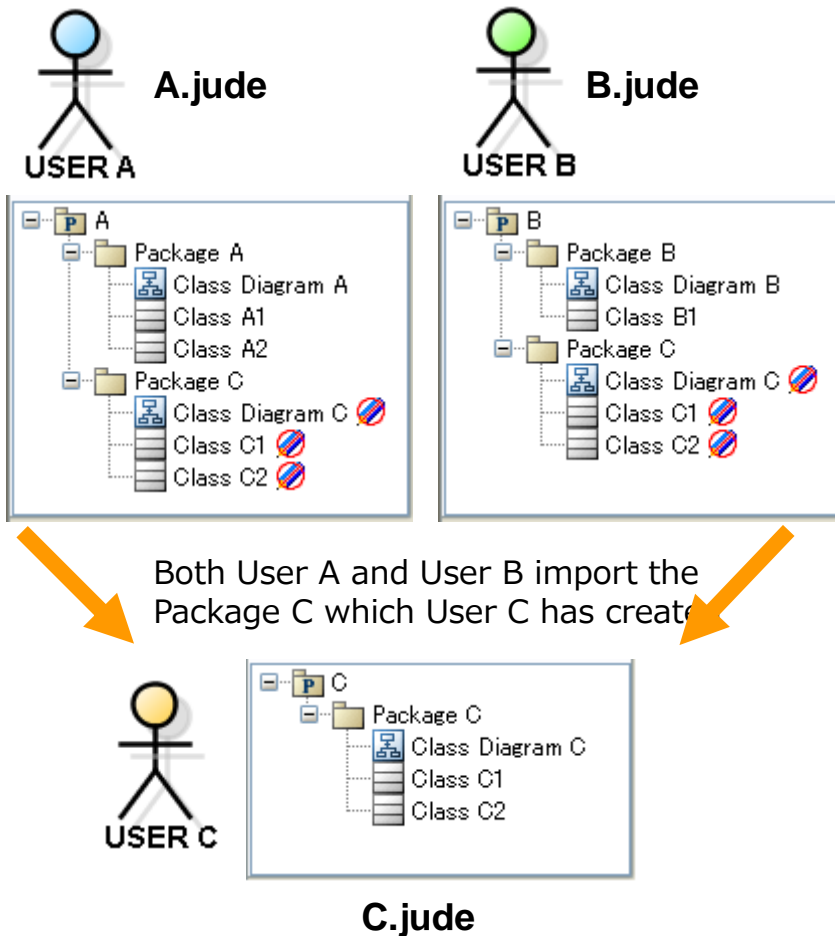 A.jude
B.jude
USER A
USER B
A
Package A
Class Diagram A
Class A1
Class A2
Package C
Class Diagram C
Class C1
Class C2
B
Package B
Class Diagram B
Class B1
Package C
Class Diagram C
Class C1
Class C2
Both User A and User B import the
Package C which User C has create
C
Package C
Class Diagram C
Class C1
Class C2
USER C
C.jude